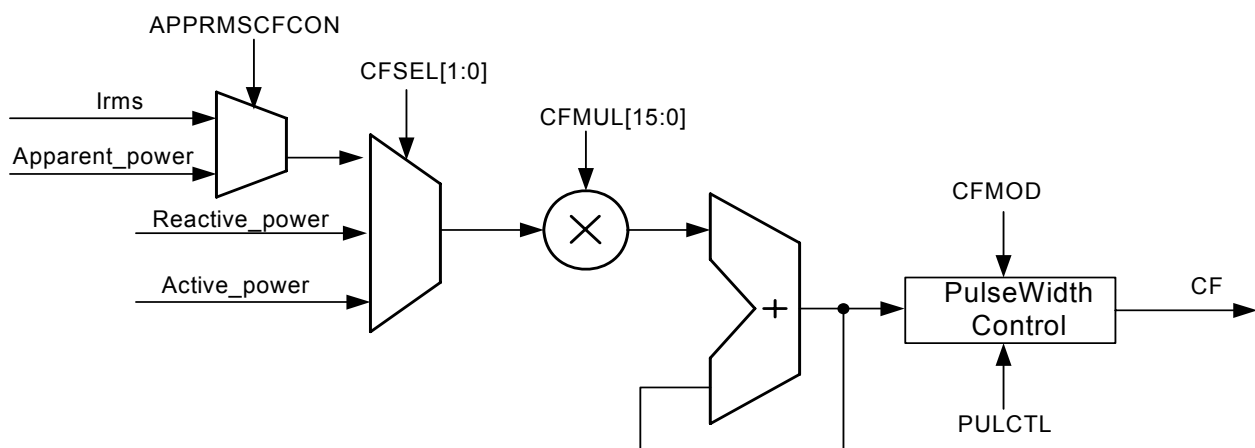 APPRMSCFCON
CFSEL[1:0]
Irms
CFMUL[15:0]
Apparent_power
CFMOD
Reactive_power
Active_power
PulseWidth
Control
CF
+
PULCTL